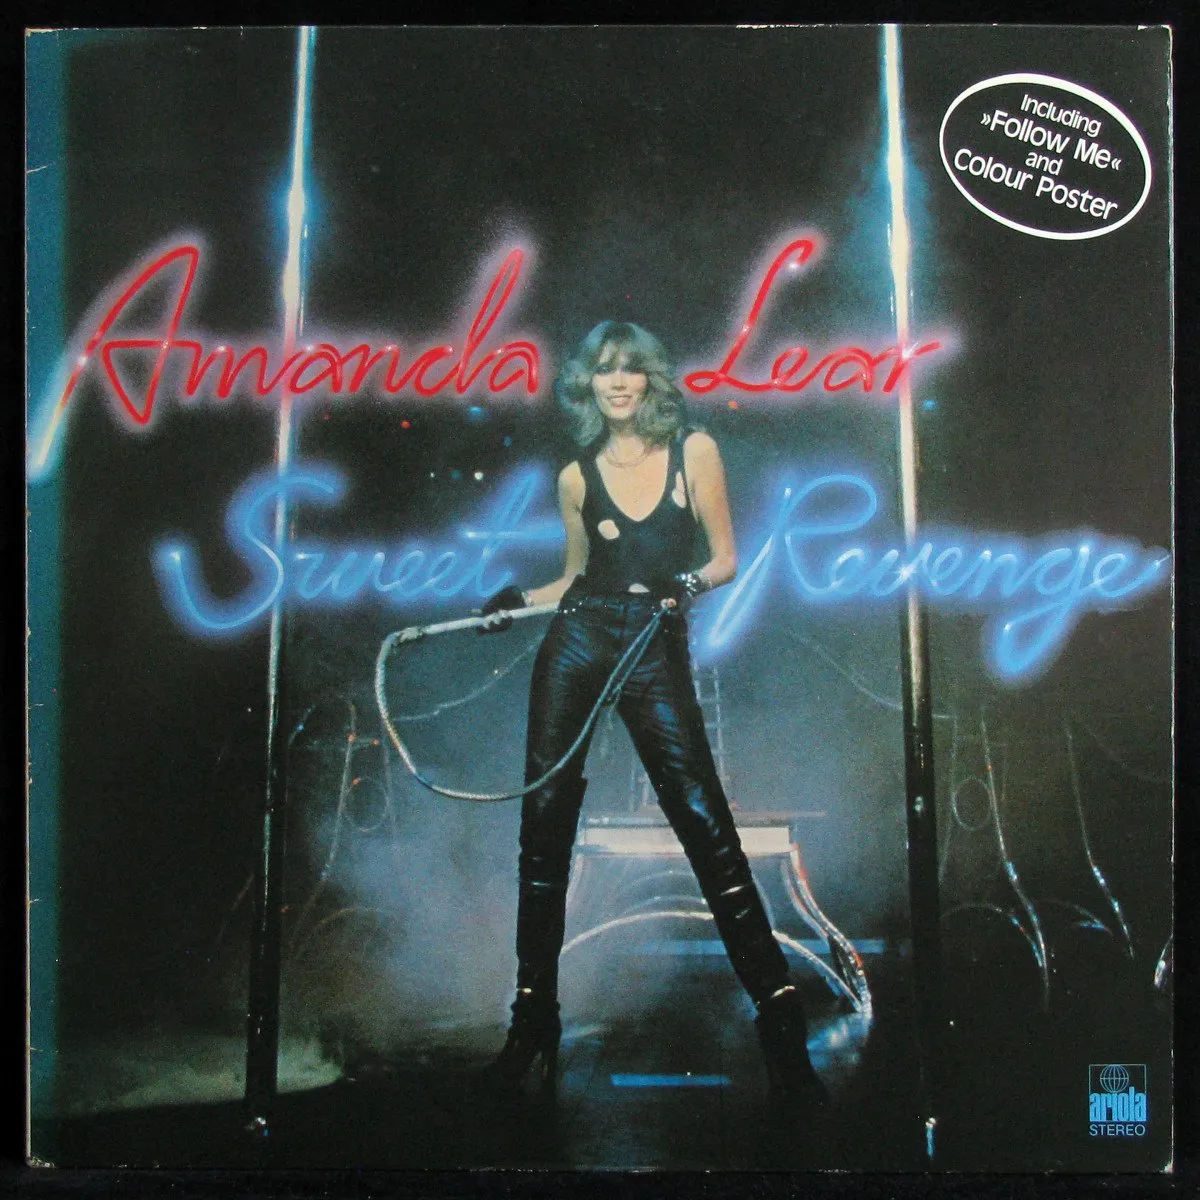 Including
»Follow Me«
and
Colour Poster
Amanda Lear
Sweet Revenge
ariola
STEREO